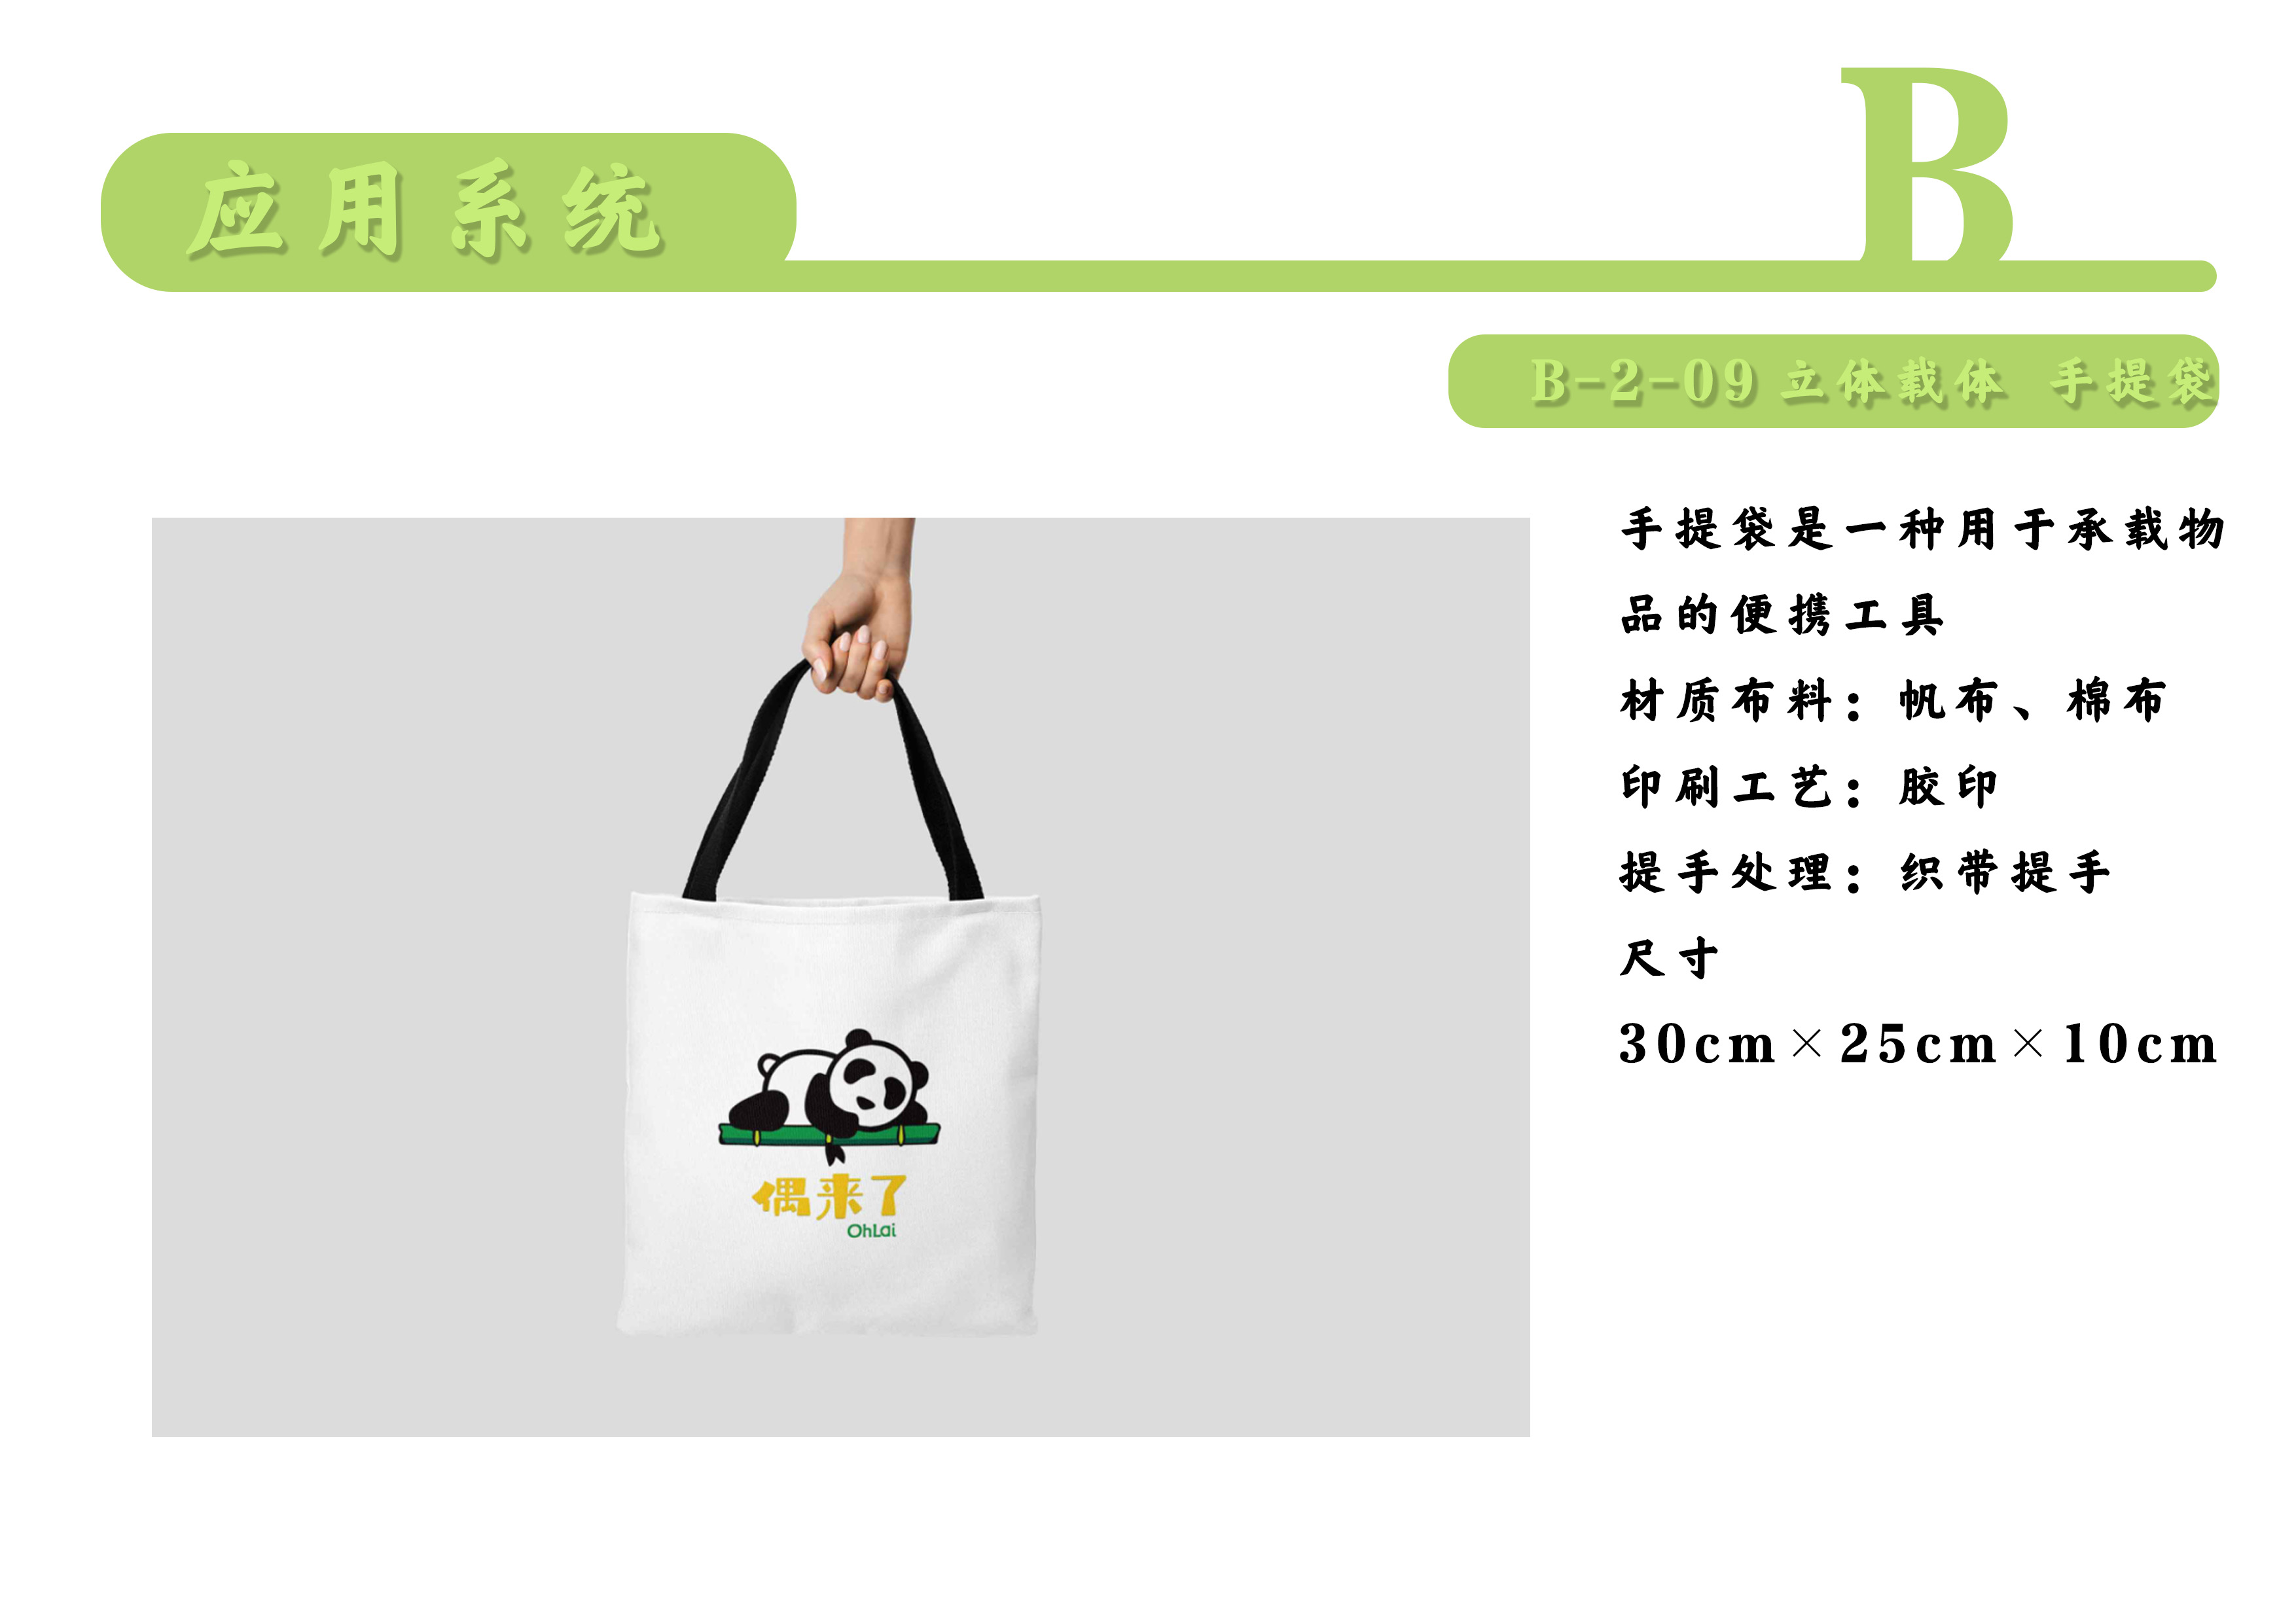 应用系统
B
B-2-09 立体载体 手提袋
手提袋是一种用于承载物
品的便携工具
材质布料：帆布、棉布
印刷工艺：胶印
提手处理：织带提手
尺寸
30cm×25cm×10cm
偶来了
OhLai